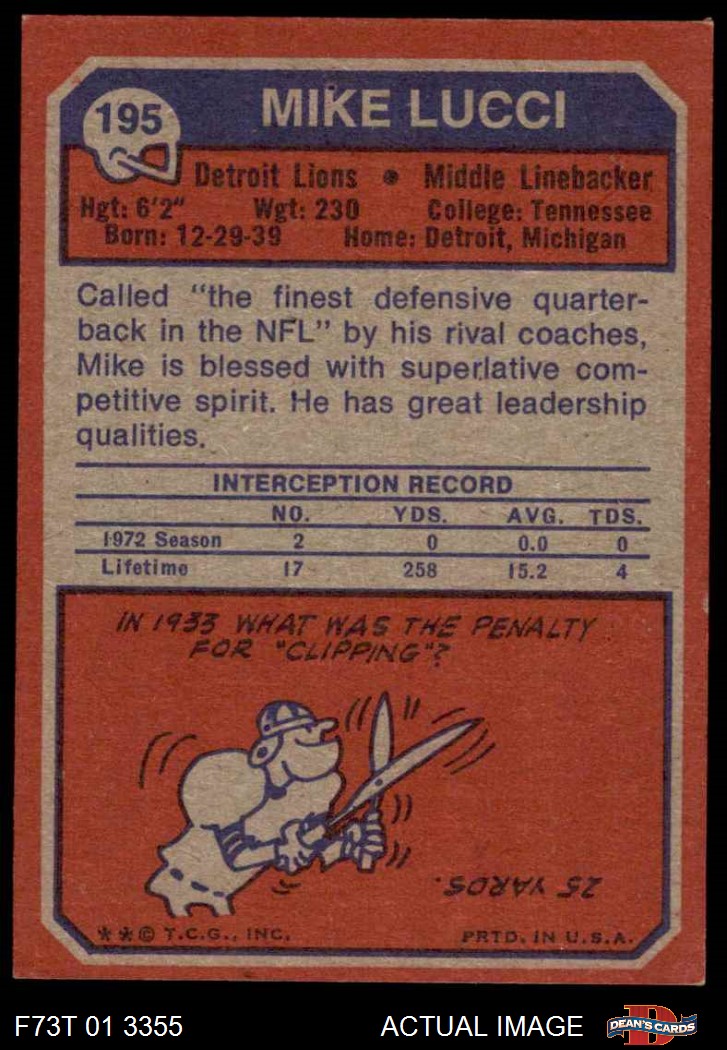 195
MIKE LUCCI
Detroit Lions • Middle Linebacker
Hgt: 6'2" Wgt: 230 College: Tennessee
Born: 12-29-39 Home: Detroit, Michigan
Called "the finest defensive quarter-
back in the NFL" by his rival coaches,
Mike is blessed with superlative com-
petitive spirit. He has great leadership
qualities.
INTERCEPTION RECORD
NO. YDS. AVG. TDS.
1972 Season 2 0 0.0 0
Lifetime 17 258 15.2 4
IN 1933 WHAT WAS THE PENALTY
FOR "CLIPPING"?
25 YARDS.
**© T.C.G., INC. PRTD. IN U.S.A.
F73T 01 3355 ACTUAL IMAGE D DEAN'S CARDS